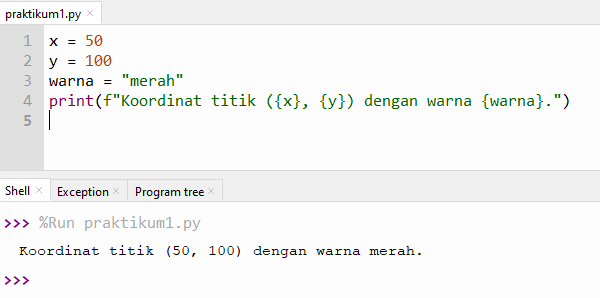 praktikum1.py ×
1 x = 50
2 y = 100
3 warna = "merah"
4 print(f"Koordinat titik ({x}, {y}) dengan warna {warna}.")
5
Shell × Exception × Program tree ×
>>> %Run praktikum1.py
Koordinat titik (50, 100) dengan warna merah.
>>>